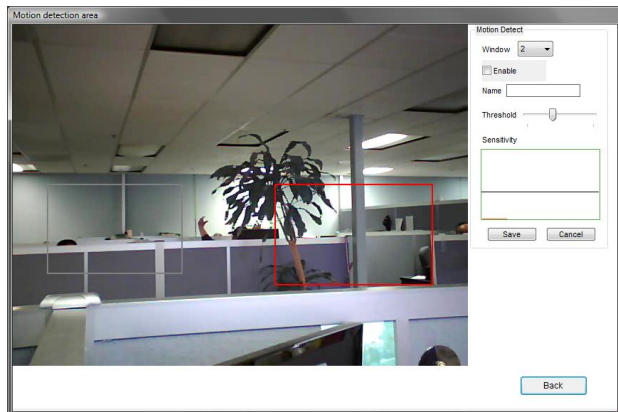 Motion detection area
Motion Detect
Window 2
Enable
Name
Threshold
Sensitivity
Save Cancel
Back